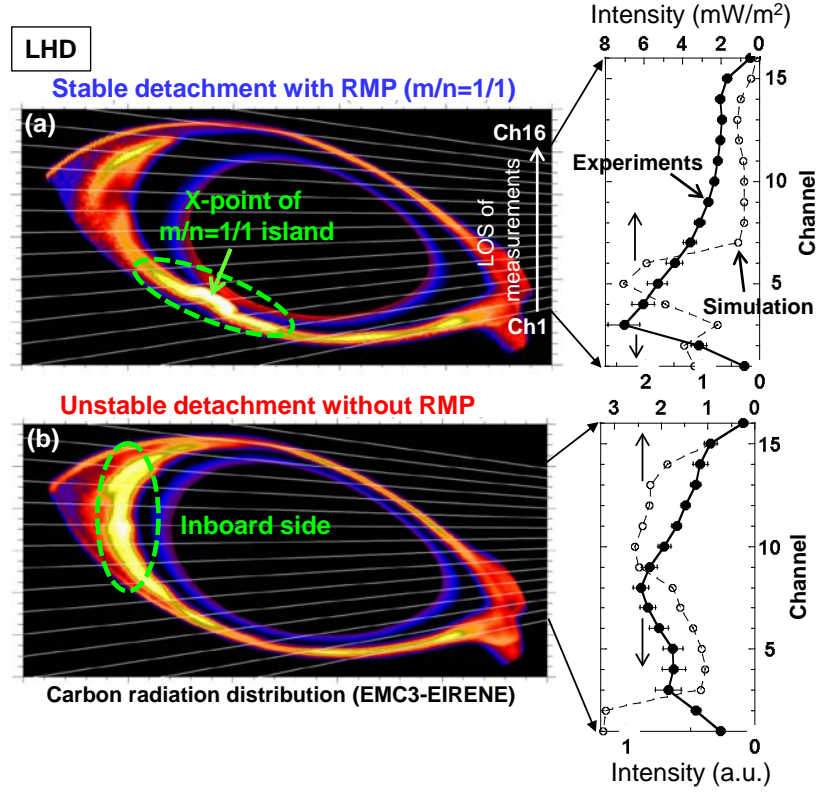 LHD
Stable detachment with RMP (m/n=1/1)
(a)
X-point of
m/n=1/1 island
LOS of
measurements
Ch16
Ch1
Intensity (mW/m²)
8 6 4 2 0
15
10
5
Channel
Experiments
Simulation
2 1 0
Unstable detachment without RMP
(b)
Inboard side
Carbon radiation distribution (EMC3-EIRENE)
3 2 1 0
15
10
5
Channel
1 0
Intensity (a.u.)